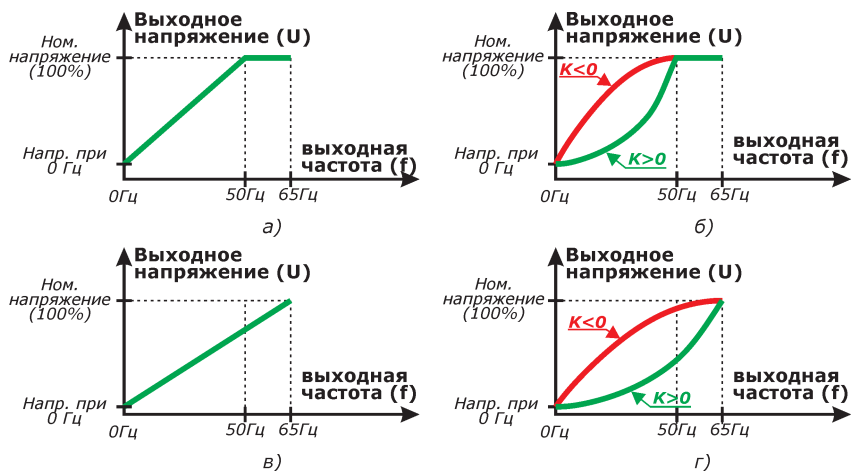 Выходное
напряжение (U)
Ном.
напряжение
(100%)
Напр. при
0 Гц
выходная
частота (f)
0Гц
50Гц
65Гц
а)
Выходное
напряжение (U)
Ном.
напряжение
(100%)
K<0
K>0
Напр. при
0 Гц
выходная
частота (f)
0Гц
50Гц
65Гц
б)
Выходное
напряжение (U)
Ном.
напряжение
(100%)
Напр. при
0 Гц
выходная
частота (f)
0Гц
50Гц
65Гц
в)
Выходное
напряжение (U)
Ном.
напряжение
(100%)
K<0
K>0
Напр. при
0 Гц
выходная
частота (f)
0Гц
50Гц
65Гц
г)